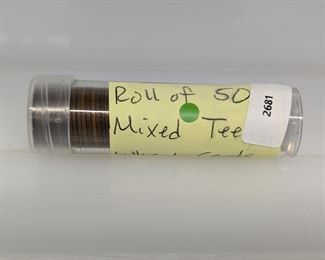 Roll of 50
Mixed Tee
2681